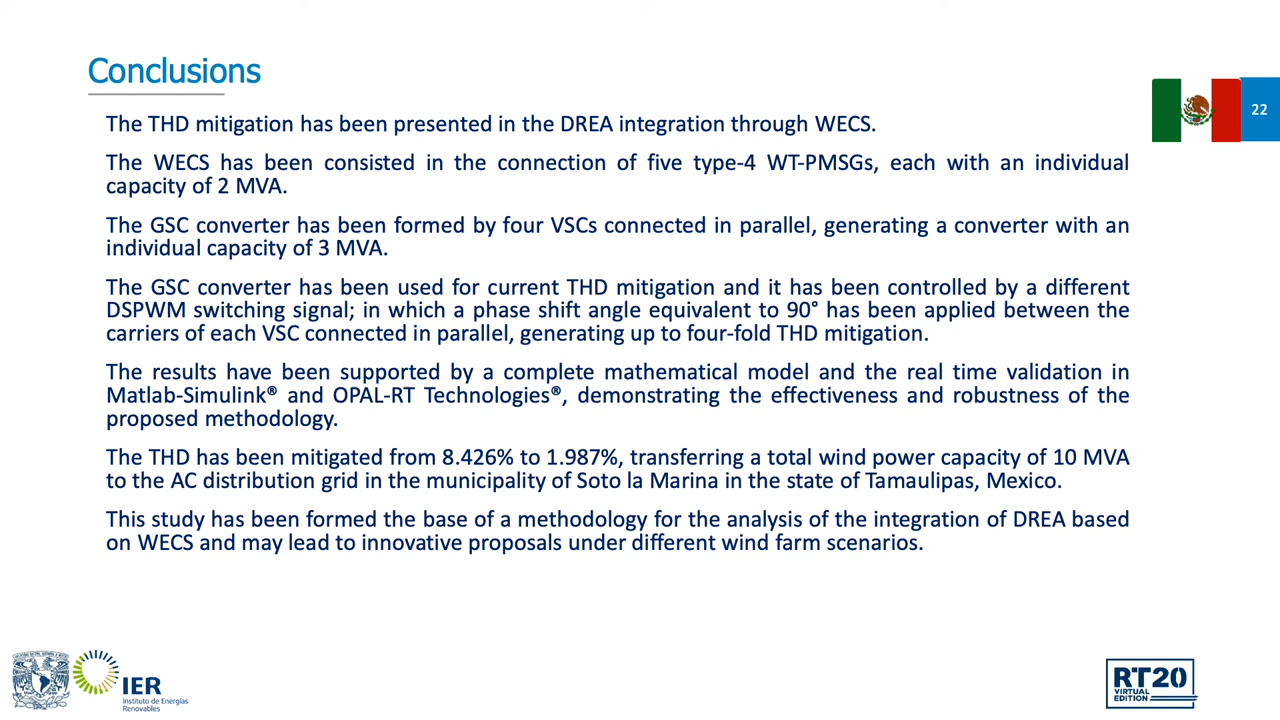 Conclusions
22
The THD mitigation has been presented in the DREA integration through WECS.
The WECS has been consisted in the connection of five type-4 WT-PMSGs, each with an individual
capacity of 2 MVA.
The GSC converter has been formed by four VSCs connected in parallel, generating a converter with an
individual capacity of 3 MVA.
The GSC converter has been used for current THD mitigation and it has been controlled by a different
DSPWM switching signal; in which a phase shift angle equivalent to 90° has been applied between the
carriers of each VSC connected in parallel, generating up to four-fold THD mitigation.
The results have been supported by a complete mathematical model and the real time validation in
Matlab-Simulink® and OPAL-RT Technologies®, demonstrating the effectiveness and robustness of the
proposed methodology.
The THD has been mitigated from 8.426% to 1.987%, transferring a total wind power capacity of 10 MVA
to the AC distribution grid in the municipality of Soto la Marina in the state of Tamaulipas, Mexico.
This study has been formed the base of a methodology for the analysis of the integration of DREA based
on WECS and may lead to innovative proposals under different wind farm scenarios.
IER
Instituto de Energías
Renovables
RT20
VIRTUAL
EDITION